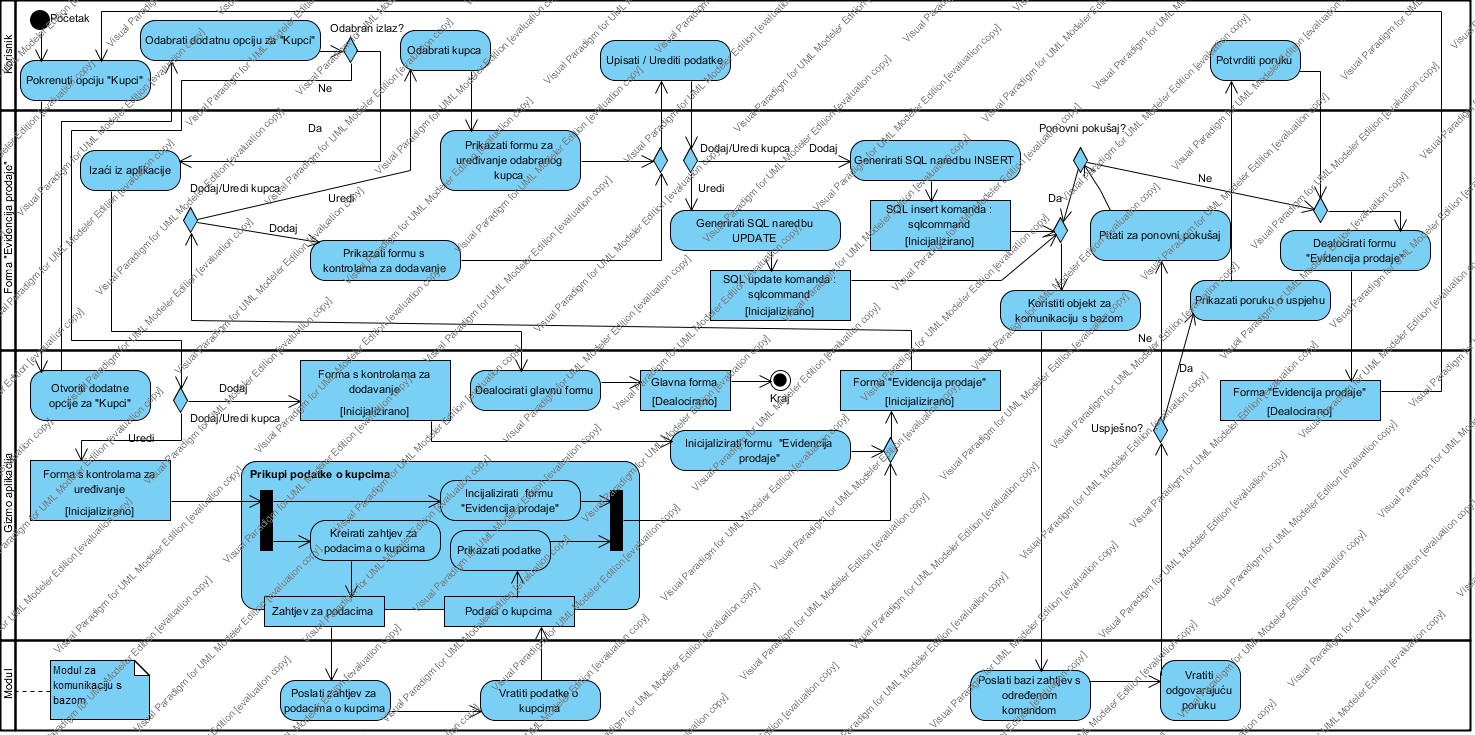 Korisnik
Početak
Pokrenuti opciju "Kupci"
Odabrati dodatnu opciju za "Kupci"
Odabran izlaz?
Ne
Da
Odabrati kupca
Upisati / Urediti podatke
Potvrditi poruku
Forma "Evidencija prodaje"
Izaći iz aplikacije
Dodaj/Uredi kupca
Uredi
Dodaj
Prikazati formu za
uređivanje odabranog
kupca
Prikazati formu s
kontrolama za dodavanje
Dodaj/Uredi kupca
Dodaj
Uredi
Generirati SQL naredbu INSERT
SQL insert komanda :
sqlcommand
[Inicijalizirano]
Generirati SQL naredbu
UPDATE
SQL update komanda :
sqlcommand
[Inicijalizirano]
Ponovni pokušaj?
Da
Ne
Pitati za ponovni pokušaj
Koristiti objekt za
komunikaciju s bazom
Prikazati poruku o uspjehu
Dealocirati formu
"Evidencija prodaje"
Ne
Da
Uspješno?
Gizmo aplikacija
Otvoriti dodatne
opcije za "Kupci"
Dodaj
Dodaj/Uredi kupca
Uredi
Forma s kontrolama za
dodavanje
[Inicijalizirano]
Dealocirati glavnu formu
Glavna forma
[Dealocirano]
Kraj
Forma "Evidencija prodaje"
[Inicijalizirano]
Forma "Evidencija prodaje"
[Dealocirano]
Inicijalizirati formu "Evidencija
prodaje"
Forma s kontrolama za
uređivanje
[Inicijalizirano]
Prikupi podatke o kupcima
Incijalizirati formu
"Evidencija prodaje"
Kreirati zahtjev za
podacima o kupcima
Prikazati podatke
Zahtjev za podacima
Podaci o kupcima
Modul
Modul za
komunikaciju s
bazom
Poslati zahtjev za
podacima o kupcima
Vratiti podatke o
kupcima
Poslati bazi zahtjev s
određenom
komandom
Vratiti
odgovarajuću
poruku
Visual Paradigm for UML Modeler Edition [evaluation copy]